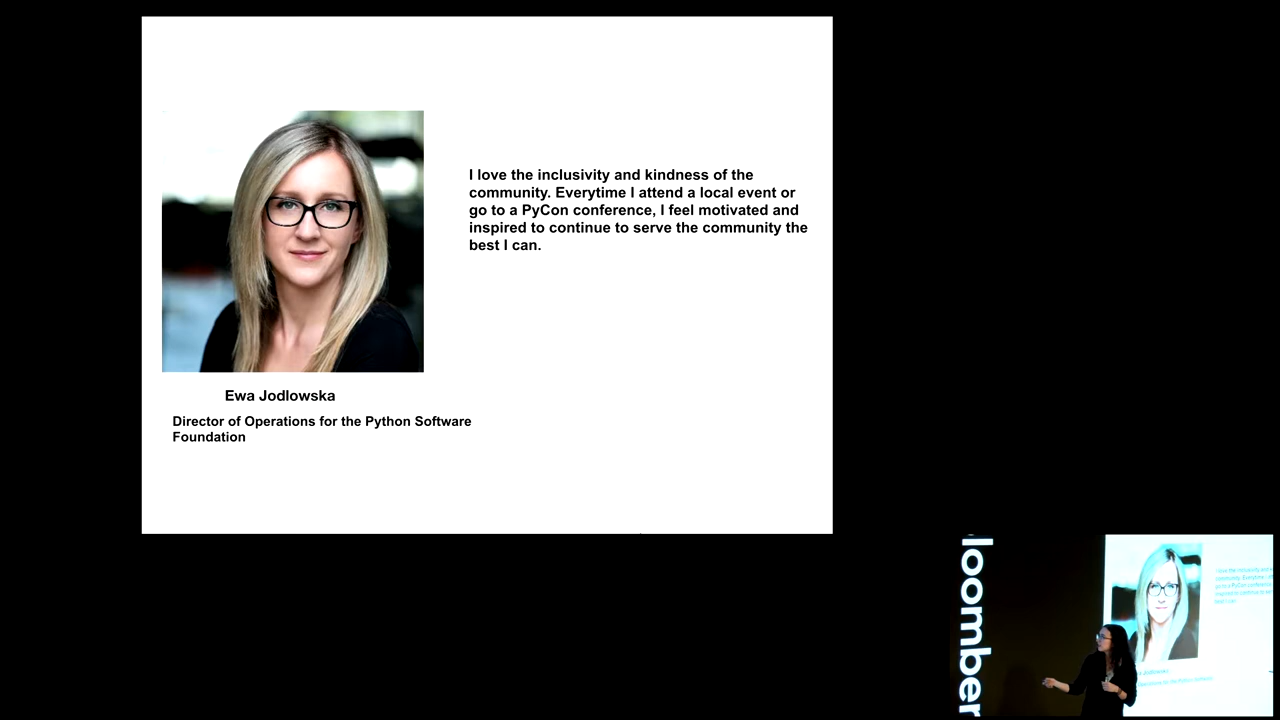 I love the inclusivity and kindness of the
community. Everytime I attend a local event or
go to a PyCon conference, I feel motivated and
inspired to continue to serve the community the
best I can.
Ewa Jodlowska
Director of Operations for the Python Software
Foundation
loomber